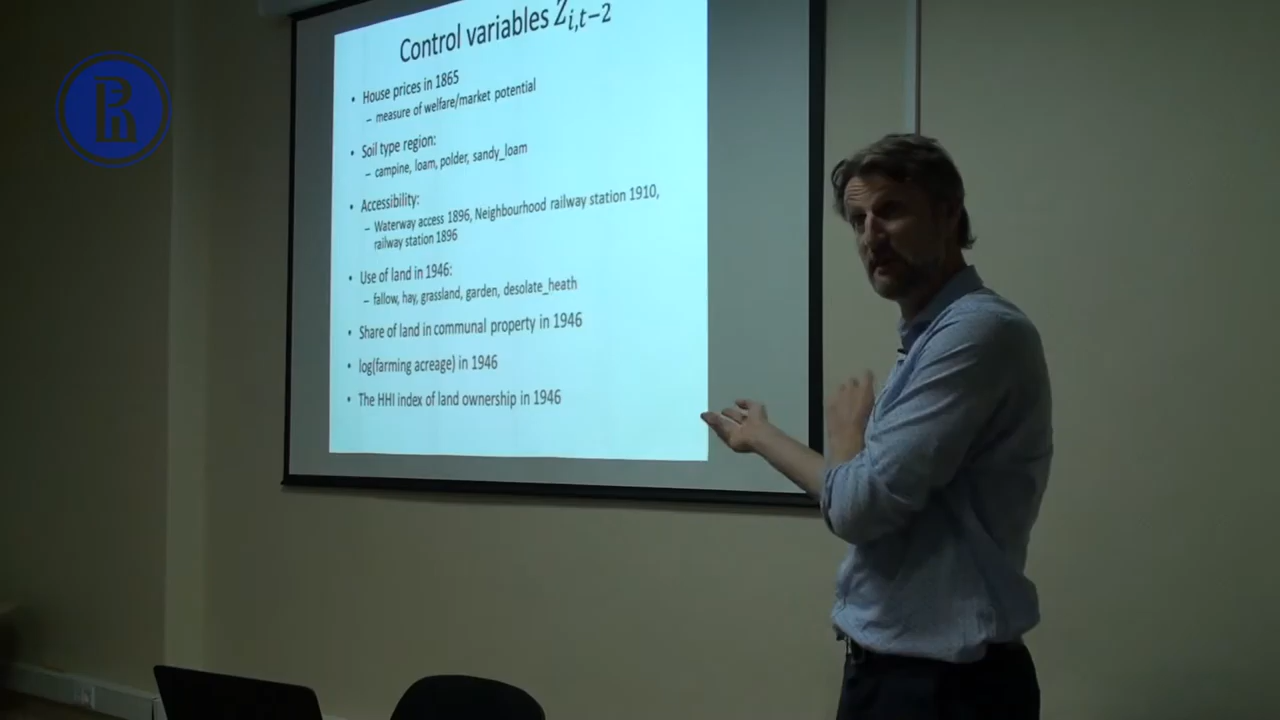 Control variables Z_{i,t−2}
• House prices in 1865
– measure of welfare/market potential
• Soil type region:
– campine, loam, polder, sandy_loam
• Accessibility:
– Waterway access 1896, Neighbourhood railway station 1910,
railway station 1896
• Use of land in 1946:
– fallow, hay, grassland, garden, desolate_heath
• Share of land in communal property in 1946
• log(farming acreage) in 1946
• The HHI index of land ownership in 1946